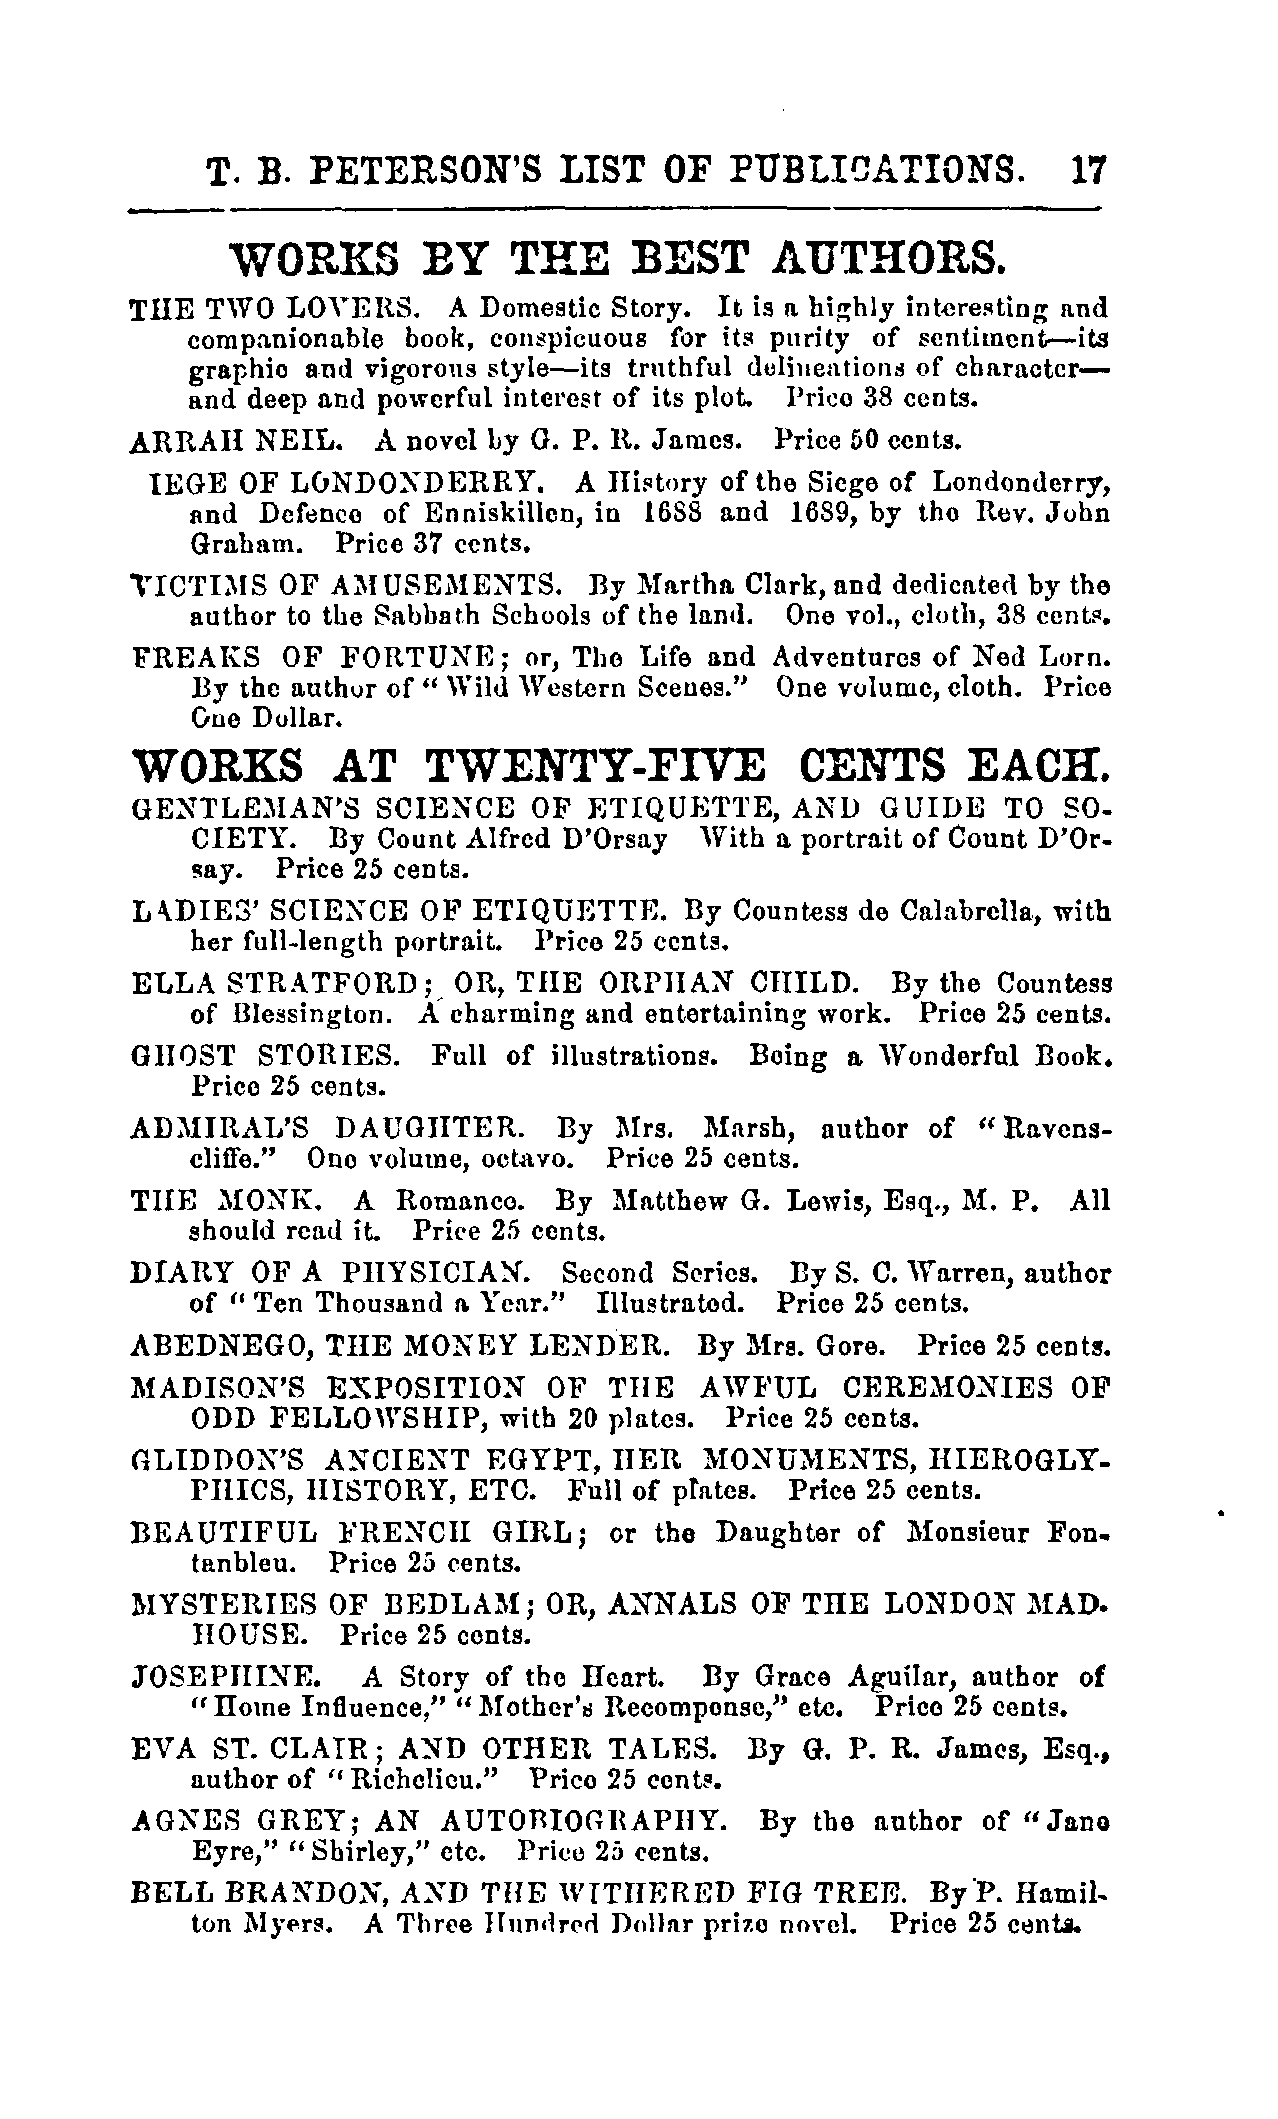 T. B. PETERSON'S LIST OF PUBLICATIONS. 17
WORKS BY THE BEST AUTHORS.
THE TWO LOVERS. A Domestic Story. It is a highly interesting and
companionable book, conspicuous for its purity of sentiment—its
graphic and vigorous style—its truthful delineations of character—
and deep and powerful interest of its plot. Price 38 cents.
ARRAH NEIL. A novel by G. P. R. James. Price 50 cents.
IEGE OF LONDONDERRY. A History of the Siege of Londonderry,
and Defence of Enniskillen, in 1688 and 1689, by the Rev. John
Graham. Price 37 cents.
VICTIMS OF AMUSEMENTS. By Martha Clark, and dedicated by the
author to the Sabbath Schools of the land. One vol., cloth, 38 cents.
FREAKS OF FORTUNE; or, The Life and Adventures of Ned Lorn.
By the author of "Wild Western Scenes." One volume, cloth. Price
One Dollar.
WORKS AT TWENTY-FIVE CENTS EACH.
GENTLEMAN'S SCIENCE OF ETIQUETTE, AND GUIDE TO SO-
CIETY. By Count Alfred D'Orsay With a portrait of Count D'Or-
say. Price 25 cents.
LADIES' SCIENCE OF ETIQUETTE. By Countess de Calabrella, with
her full-length portrait. Price 25 cents.
ELLA STRATFORD; OR, THE ORPHAN CHILD. By the Countess
of Blessington. A charming and entertaining work. Price 25 cents.
GHOST STORIES. Full of illustrations. Being a Wonderful Book.
Price 25 cents.
ADMIRAL'S DAUGHTER. By Mrs. Marsh, author of "Ravens-
cliffe." One volume, octavo. Price 25 cents.
THE MONK. A Romance. By Matthew G. Lewis, Esq., M. P. All
should read it. Price 25 cents.
DIARY OF A PHYSICIAN. Second Series. By S. C. Warren, author
of "Ten Thousand a Year." Illustrated. Price 25 cents.
ABEDNEGO, THE MONEY LENDER. By Mrs. Gore. Price 25 cents.
MADISON'S EXPOSITION OF THE AWFUL CEREMONIES OF
ODD FELLOWSHIP, with 20 plates. Price 25 cents.
GLIDDON'S ANCIENT EGYPT, HER MONUMENTS, HIEROGLY-
PHICS, HISTORY, ETC. Full of plates. Price 25 cents.
BEAUTIFUL FRENCH GIRL; or the Daughter of Monsieur Fon-
tanbleu. Price 25 cents.
MYSTERIES OF BEDLAM; OR, ANNALS OF THE LONDON MAD-
HOUSE. Price 25 cents.
JOSEPHINE. A Story of the Heart. By Grace Aguilar, author of
"Home Influence," "Mother's Recompense," etc. Price 25 cents.
EVA ST. CLAIR; AND OTHER TALES. By G. P. R. James, Esq.,
author of "Richelieu." Price 25 cents.
AGNES GREY; AN AUTOBIOGRAPHY. By the author of "Jane
Eyre," "Shirley," etc. Price 25 cents.
BELL BRANDON, AND THE WITHERED FIG TREE. By P. Hamil-
ton Myers. A Three Hundred Dollar prize novel. Price 25 cents.